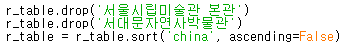 r_table.drop('서울시립미술관 본관')
r_table.drop('서대문자연사박물관')
r_table = r_table.sort('china', ascending=False)